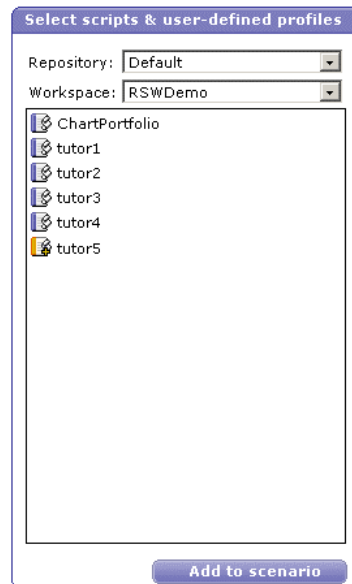 Select scripts & user-defined profiles
Repository: Default
Workspace: RSWDemo
ChartPortfolio
tutor1
tutor2
tutor3
tutor4
tutor5
Add to scenario